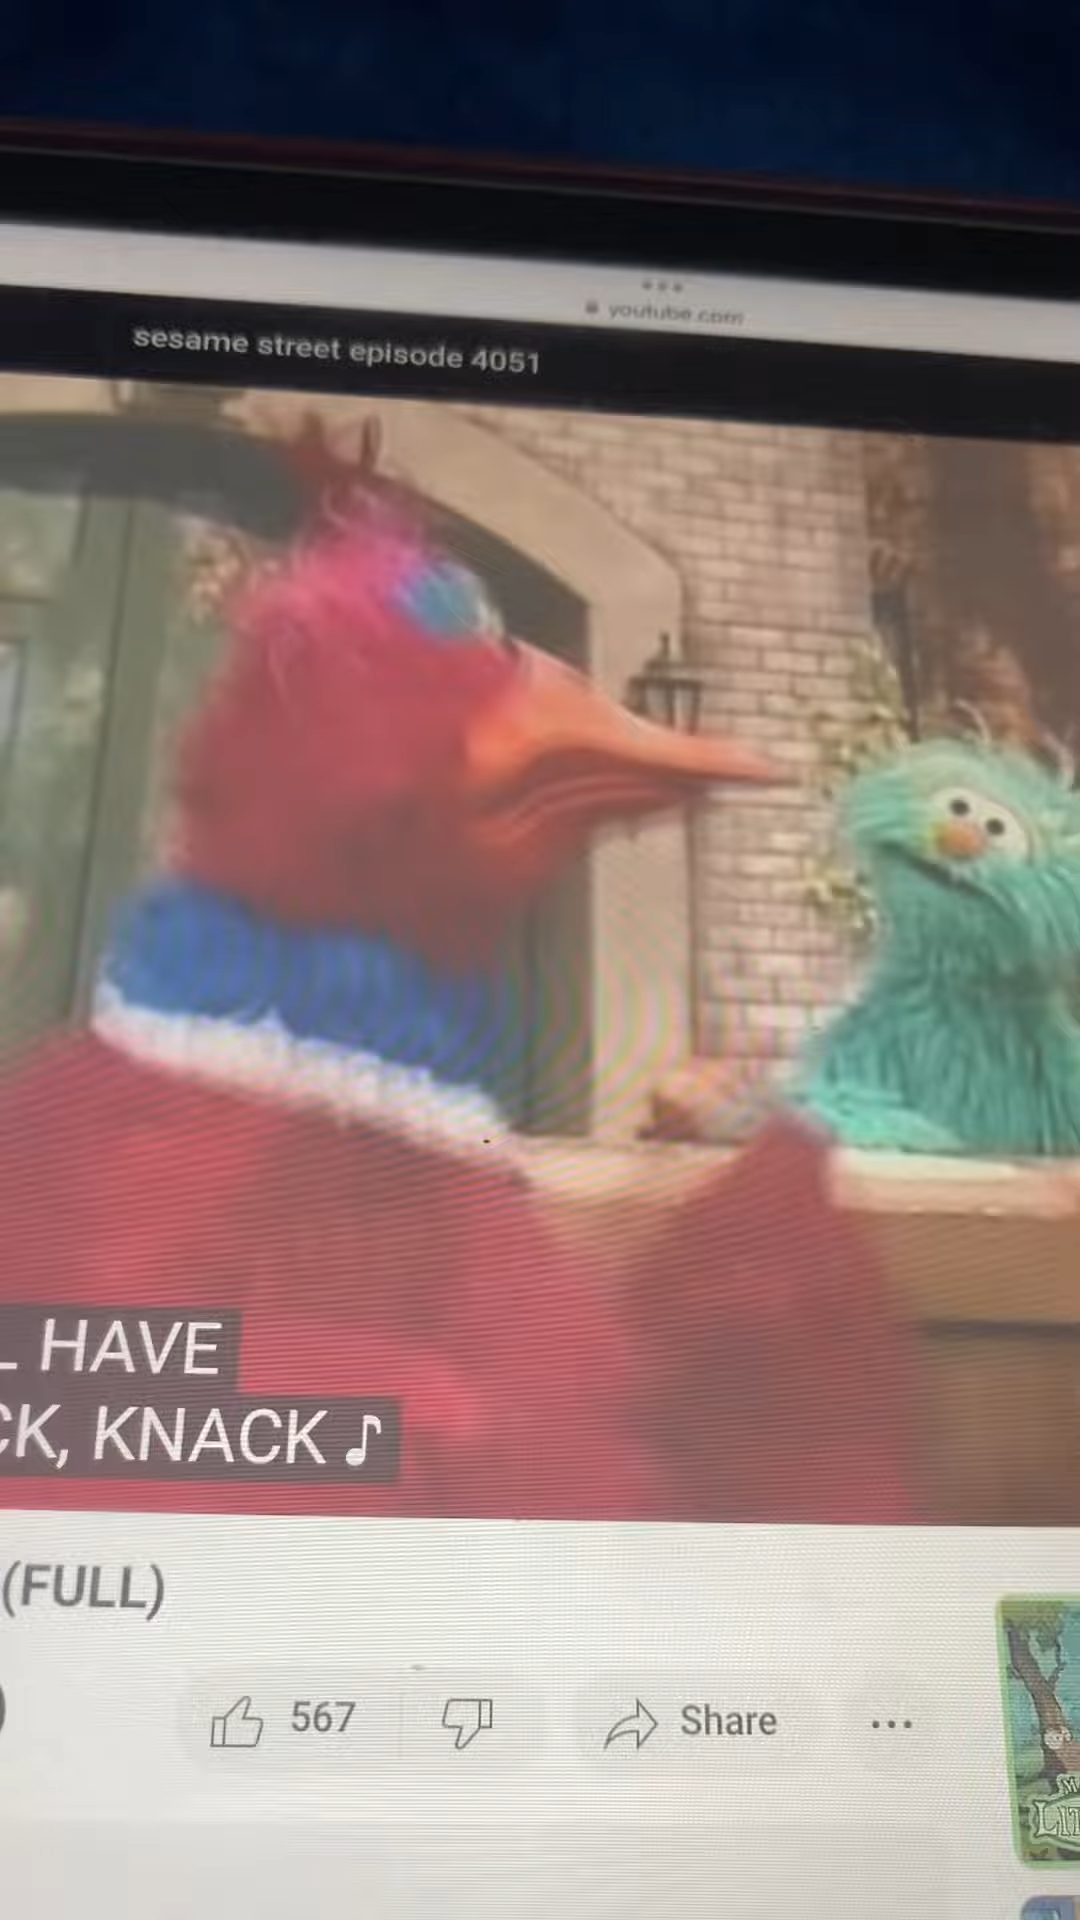 youtube.com
sesame street episode 4051
HAVE
CK, KNACK ♪
(FULL)
567
Share